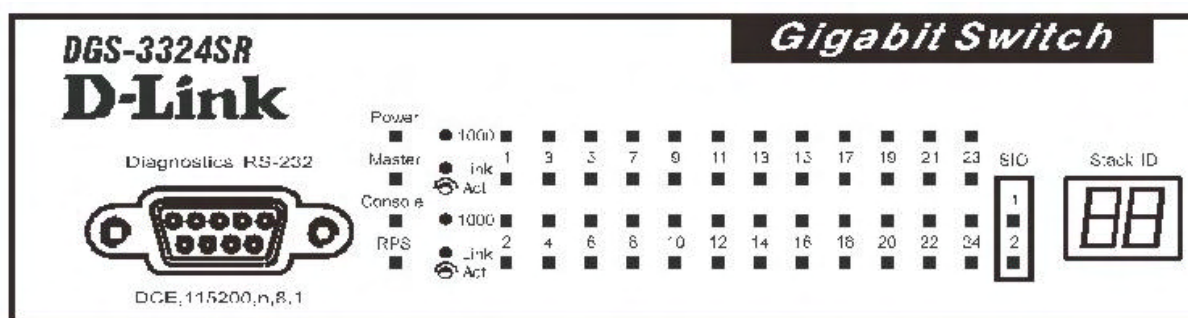 DGS-3324SR
D-Link
Gigabit Switch
Diagnostics RS-232
DCE,115200,n,8,1
Power
Master
Console
RPS
1000
Link
Act
1 3 5 7 9 11 13 15 17 19 21 23
1000
Link
Act
2 4 6 8 10 12 14 16 18 20 22 24
SIO
1
2
Stack ID
88